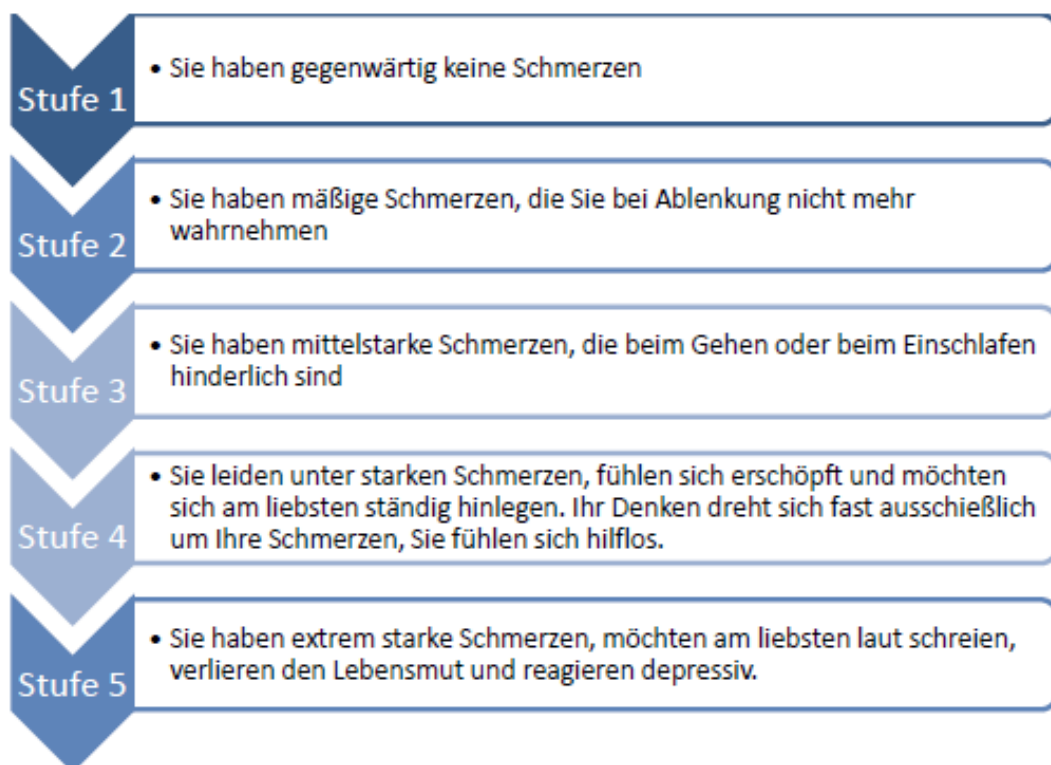 Stufe 1
• Sie haben gegenwärtig keine Schmerzen
Stufe 2
• Sie haben mäßige Schmerzen, die Sie bei Ablenkung nicht mehr
wahrnehmen
Stufe 3
• Sie haben mittelstarke Schmerzen, die beim Gehen oder beim Einschlafen
hinderlich sind
Stufe 4
• Sie leiden unter starken Schmerzen, fühlen sich erschöpft und möchten
sich am liebsten ständig hinlegen. Ihr Denken dreht sich fast ausschießlich
um Ihre Schmerzen, Sie fühlen sich hilflos.
Stufe 5
• Sie haben extrem starke Schmerzen, möchten am liebsten laut schreien,
verlieren den Lebensmut und reagieren depressiv.